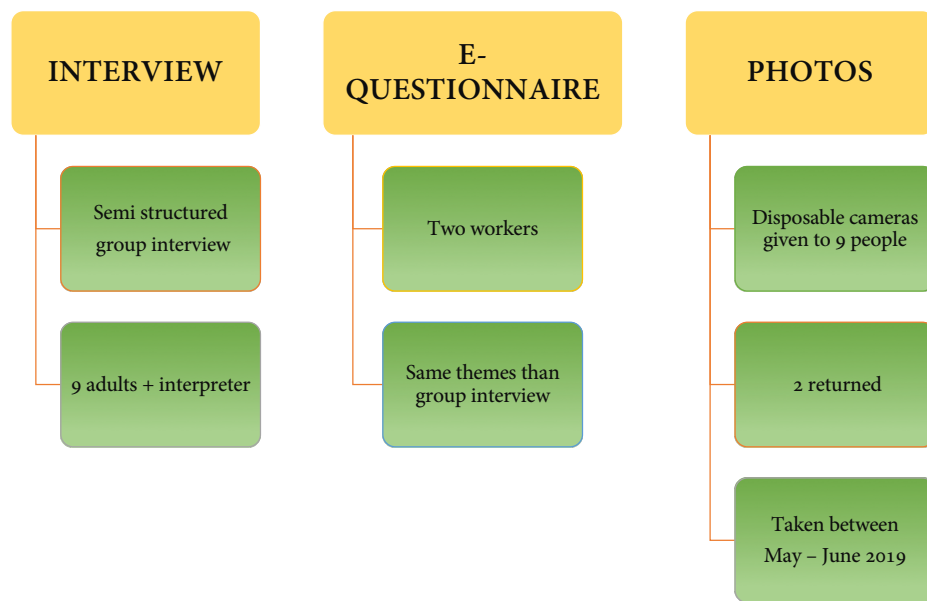 INTERVIEW
Semi structured
group interview
9 adults + interpreter
E-
QUESTIONNAIRE
Two workers
Same themes than
group interview
PHOTOS
Disposable cameras
given to 9 people
2 returned
Taken between
May – June 2019